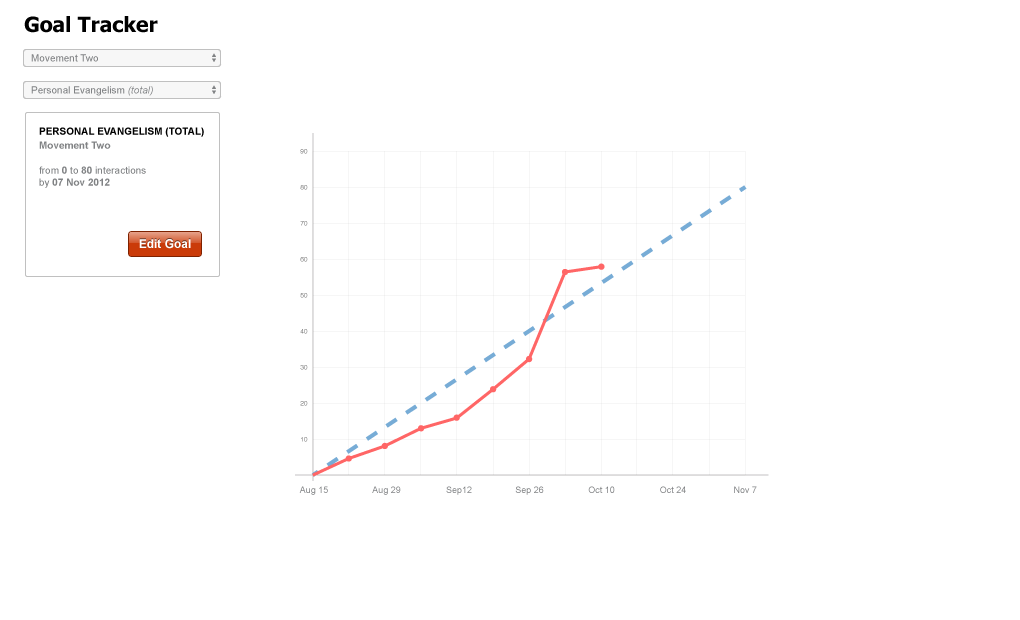 Goal Tracker
Movement Two
Personal Evangelism (total)
PERSONAL EVANGELISM (TOTAL)
Movement Two
from 0 to 80 interactions
by 07 Nov 2012
Edit Goal
90
80
70
60
50
40
30
20
10
Aug 15 Aug 29 Sep12 Sep 26 Oct 10 Oct 24 Nov 7